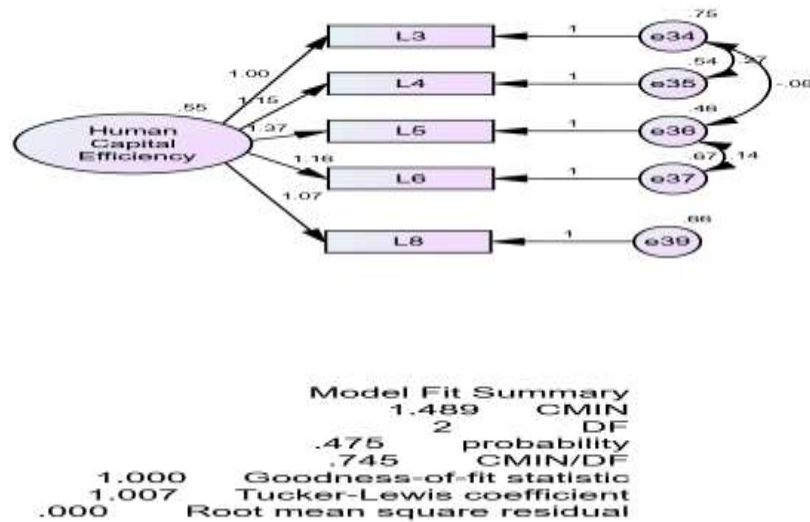 .75
L3
1
e34
.54
.27
1.00
L4
1
e35
1.15
.55
.46
Human
Capital
Efficiency
1.37
L5
1
e36
1.16
.67
.14
L6
1
e37
1.07
.66
L8
1
e39
Model Fit Summary
1.489 CMIN
2 DF
.475 probability
.745 CMIN/DF
1.000 Goodness-of-fit statistic
1.007 Tucker-Lewis coefficient
.000 Root mean square residual